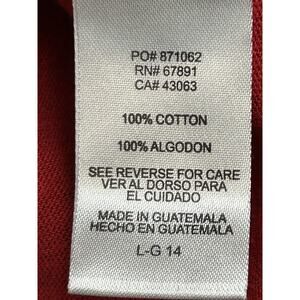 PO# 871062
RN# 67891
CA# 43063
100% COTTON
100% ALGODON
SEE REVERSE FOR CARE
VER AL DORSO PARA
EL CUIDADO
MADE IN GUATEMALA
HECHO EN GUATEMALA
L-G 14